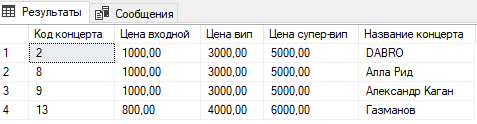 Результаты Сообщения
Код концерта Цена входной Цена вип Цена супер-вип Название концерта
1 2 1000,00 3000,00 5000,00 DABRO
2 8 1000,00 3000,00 5000,00 Алла Рид
3 9 1000,00 3000,00 5000,00 Александр Каган
4 13 800,00 4000,00 6000,00 Газманов